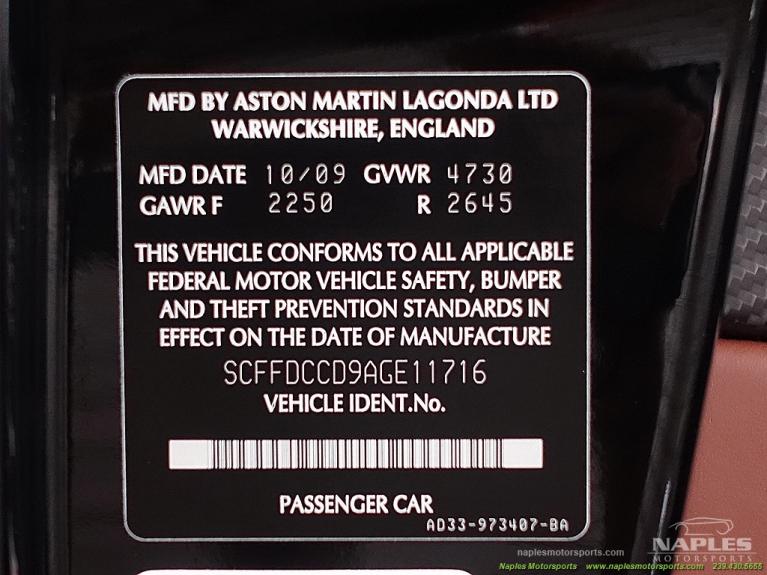 MFD BY ASTON MARTIN LAGONDA LTD
WARWICKSHIRE, ENGLAND
MFD DATE 10/09 GVWR 4730
GAWR F 2250 R 2645
THIS VEHICLE CONFORMS TO ALL APPLICABLE
FEDERAL MOTOR VEHICLE SAFETY, BUMPER
AND THEFT PREVENTION STANDARDS IN
EFFECT ON THE DATE OF MANUFACTURE
SCFFDCCD9AGE11716
VEHICLE IDENT.No.
PASSENGER CAR
AD33-973407-BA
NAPLES
MOTORSPORTS
naplesmotorsports.com
Naples Motorsports www.naplesmotorsports.com 239.430.5655